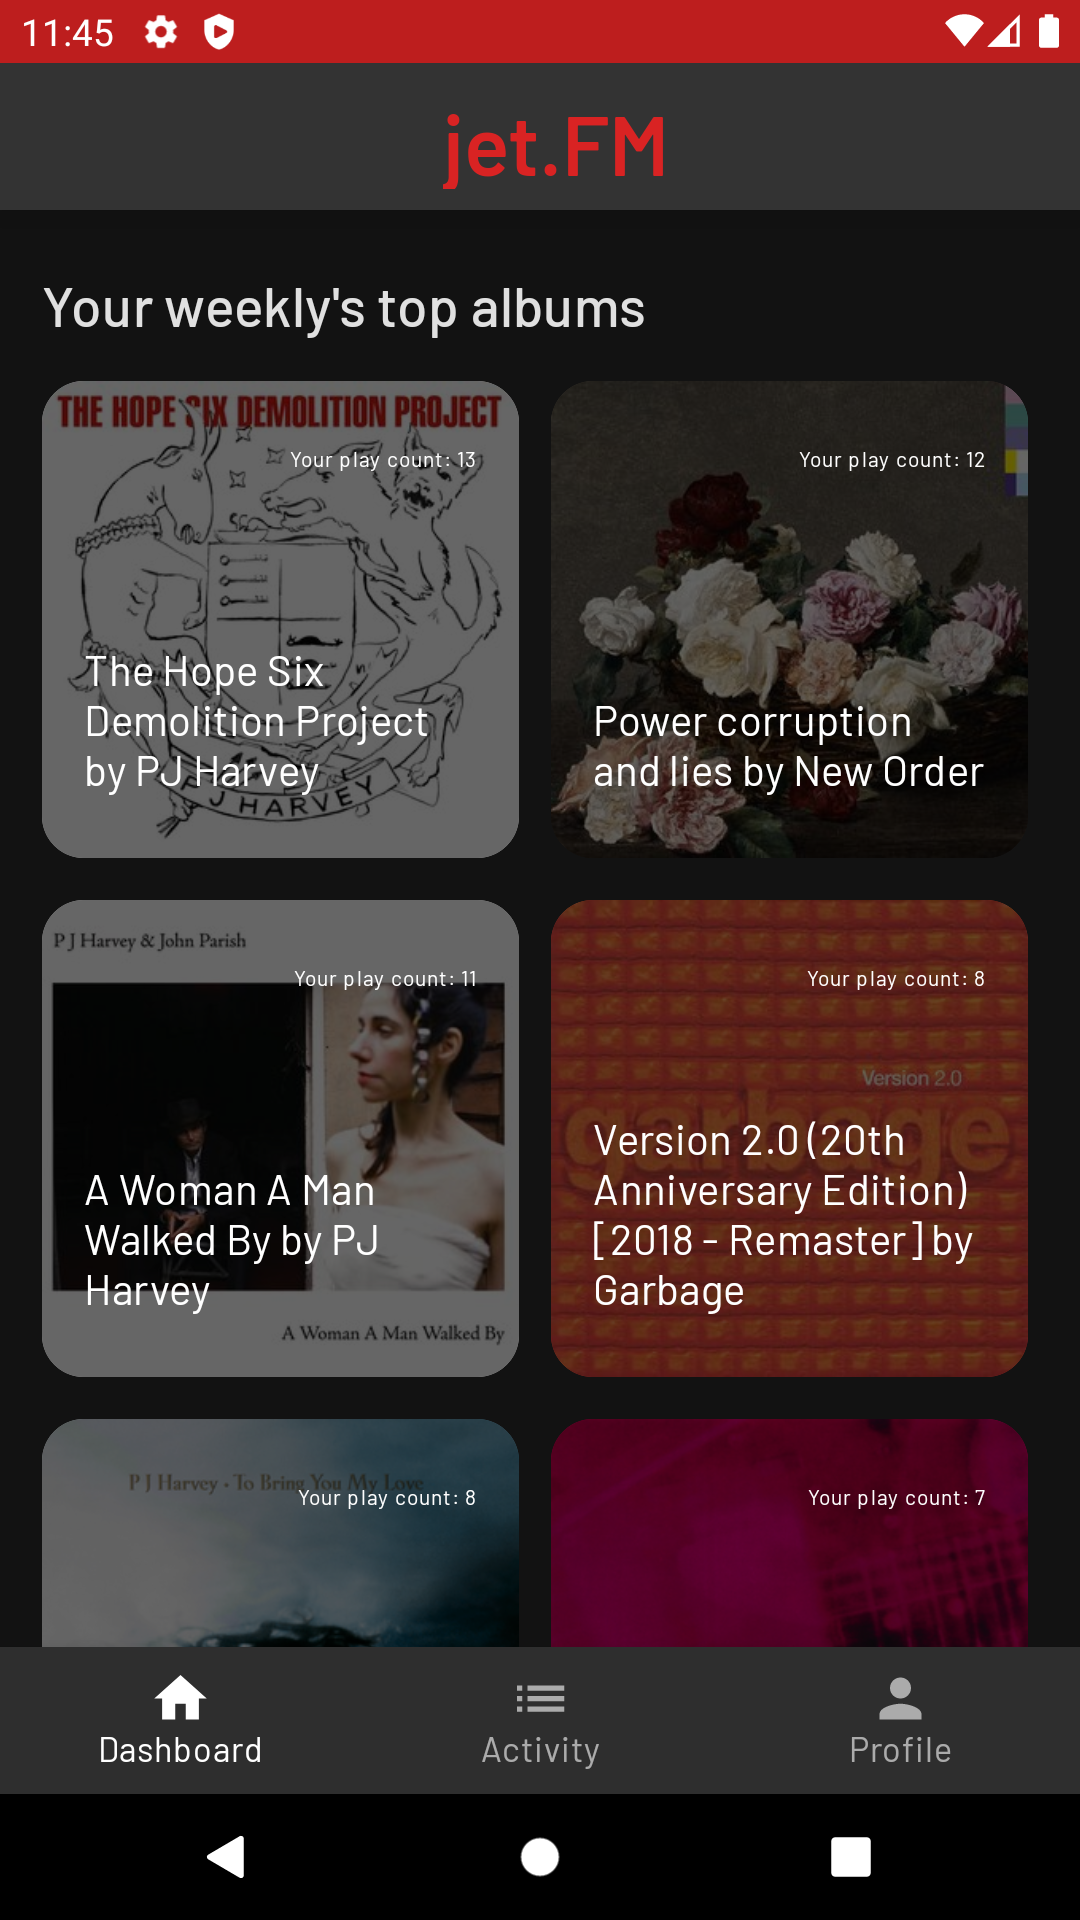 11:45
jet.FM
Your weekly's top albums
THE HOPE SIX DEMOLITION PROJECT
Your play count: 13
The Hope Six
Demolition Project
by PJ Harvey
PJ HARVEY
Your play count: 12
Power corruption
and lies by New Order
P J Harvey & John Parish
Your play count: 11
A Woman A Man
Walked By by PJ
Harvey
A Woman A Man Walked By
Your play count: 8
Version 2.0
garbage
Version 2.0 (20th
Anniversary Edition)
[2018 - Remaster] by
Garbage
P J Harvey · To Bring You My Love
Your play count: 8
Your play count: 7
Dashboard
Activity
Profile